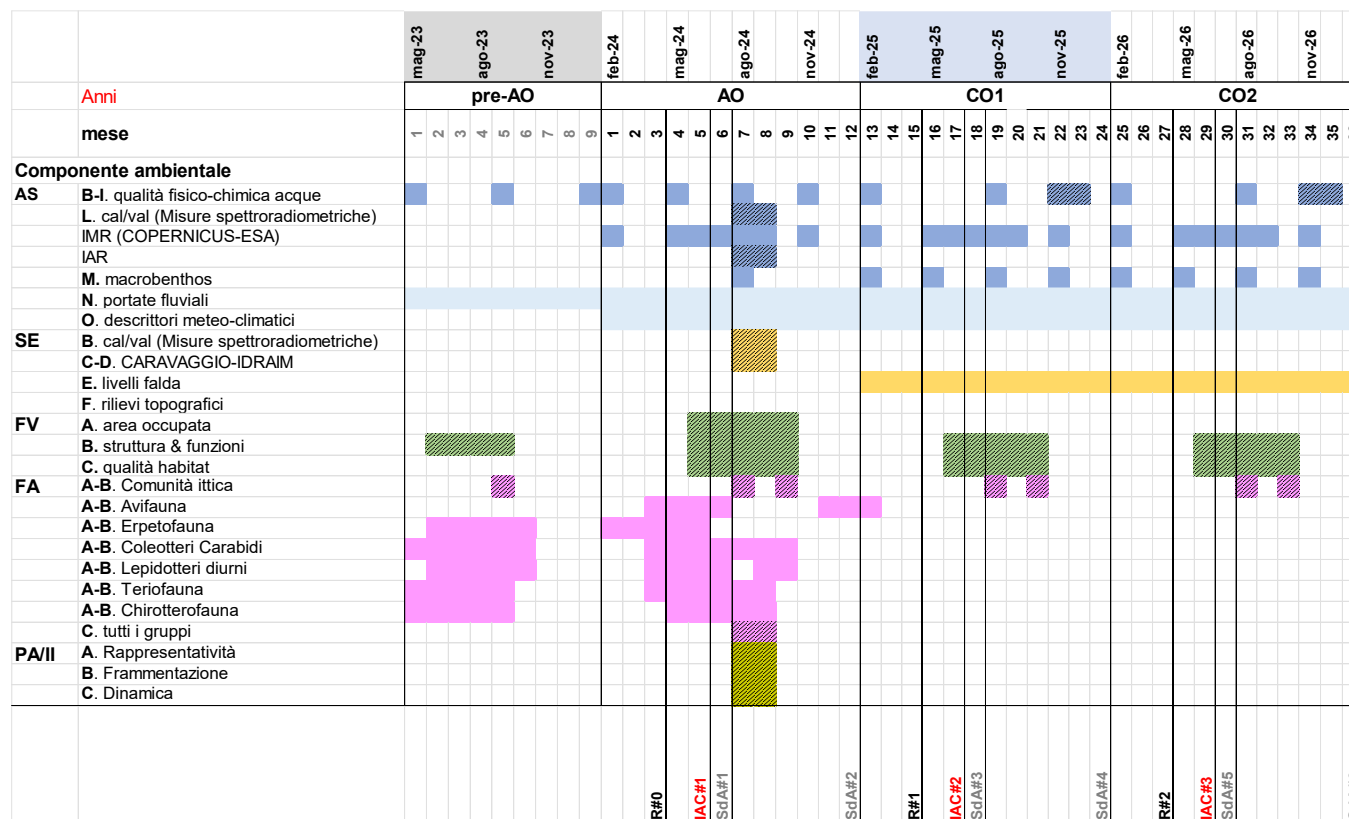 mag-23 ago-23 nov-23 feb-24 mag-24 ago-24 nov-24 feb-25 mag-25 ago-25 nov-25 feb-26 mag-26 ago-26 nov-26
Anni pre-AO AO CO1 CO2
mese 1 2 3 4 5 6 7 8 9 1 2 3 4 5 6 7 8 9 10 11 12 13 14 15 16 17 18 19 20 21 22 23 24 25 26 27 28 29 30 31 32 33 34 35
Componente ambientale
AS B-I. qualità fisico-chimica acque
L. cal/val (Misure spettroradiometriche)
IMR (COPERNICUS-ESA)
IAR
M. macrobenthos
N. portate fluviali
O. descrittori meteo-climatici
SE B. cal/val (Misure spettroradiometriche)
C-D. CARAVAGGIO-IDRAIM
E. livelli falda
F. rilievi topografici
FV A. area occupata
B. struttura & funzioni
C. qualità habitat
FA A-B. Comunità ittica
A-B. Avifauna
A-B. Erpetofauna
A-B. Coleotteri Carabidi
A-B. Lepidotteri diurni
A-B. Teriofauna
A-B. Chirotterofauna
C. tutti i gruppi
PA/II A. Rappresentatività
B. Frammentazione
C. Dinamica
R#0 IAC#1 SdA#1 SdA#2 R#1 IAC#2 SdA#3 SdA#4 R#2 IAC#3 SdA#5